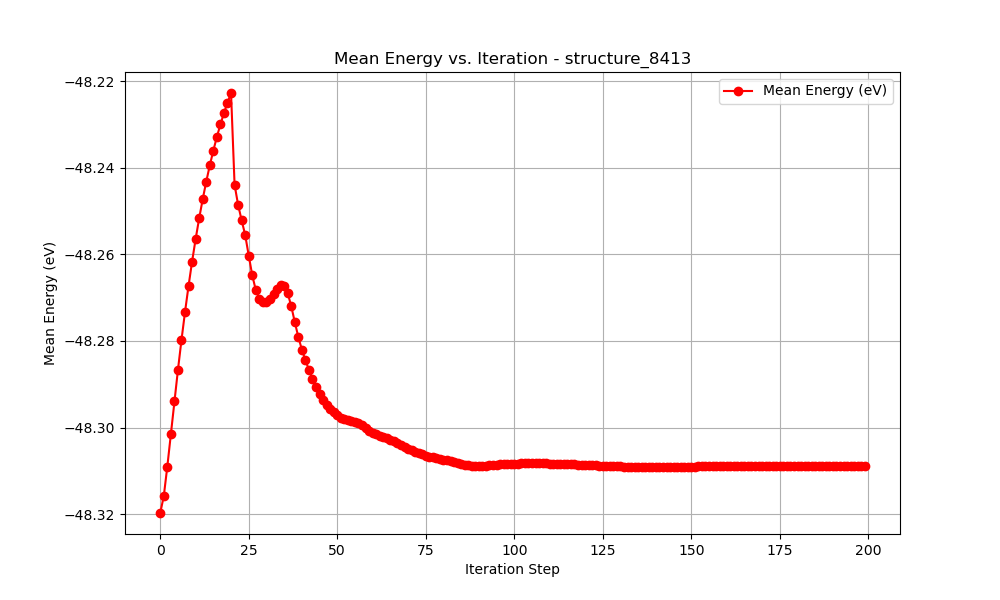 Mean Energy vs. Iteration - structure_8413
Mean Energy (eV)
−48.22
−48.24
−48.26
−48.28
−48.30
−48.32
Mean Energy (eV)
0 25 50 75 100 125 150 175 200
Iteration Step